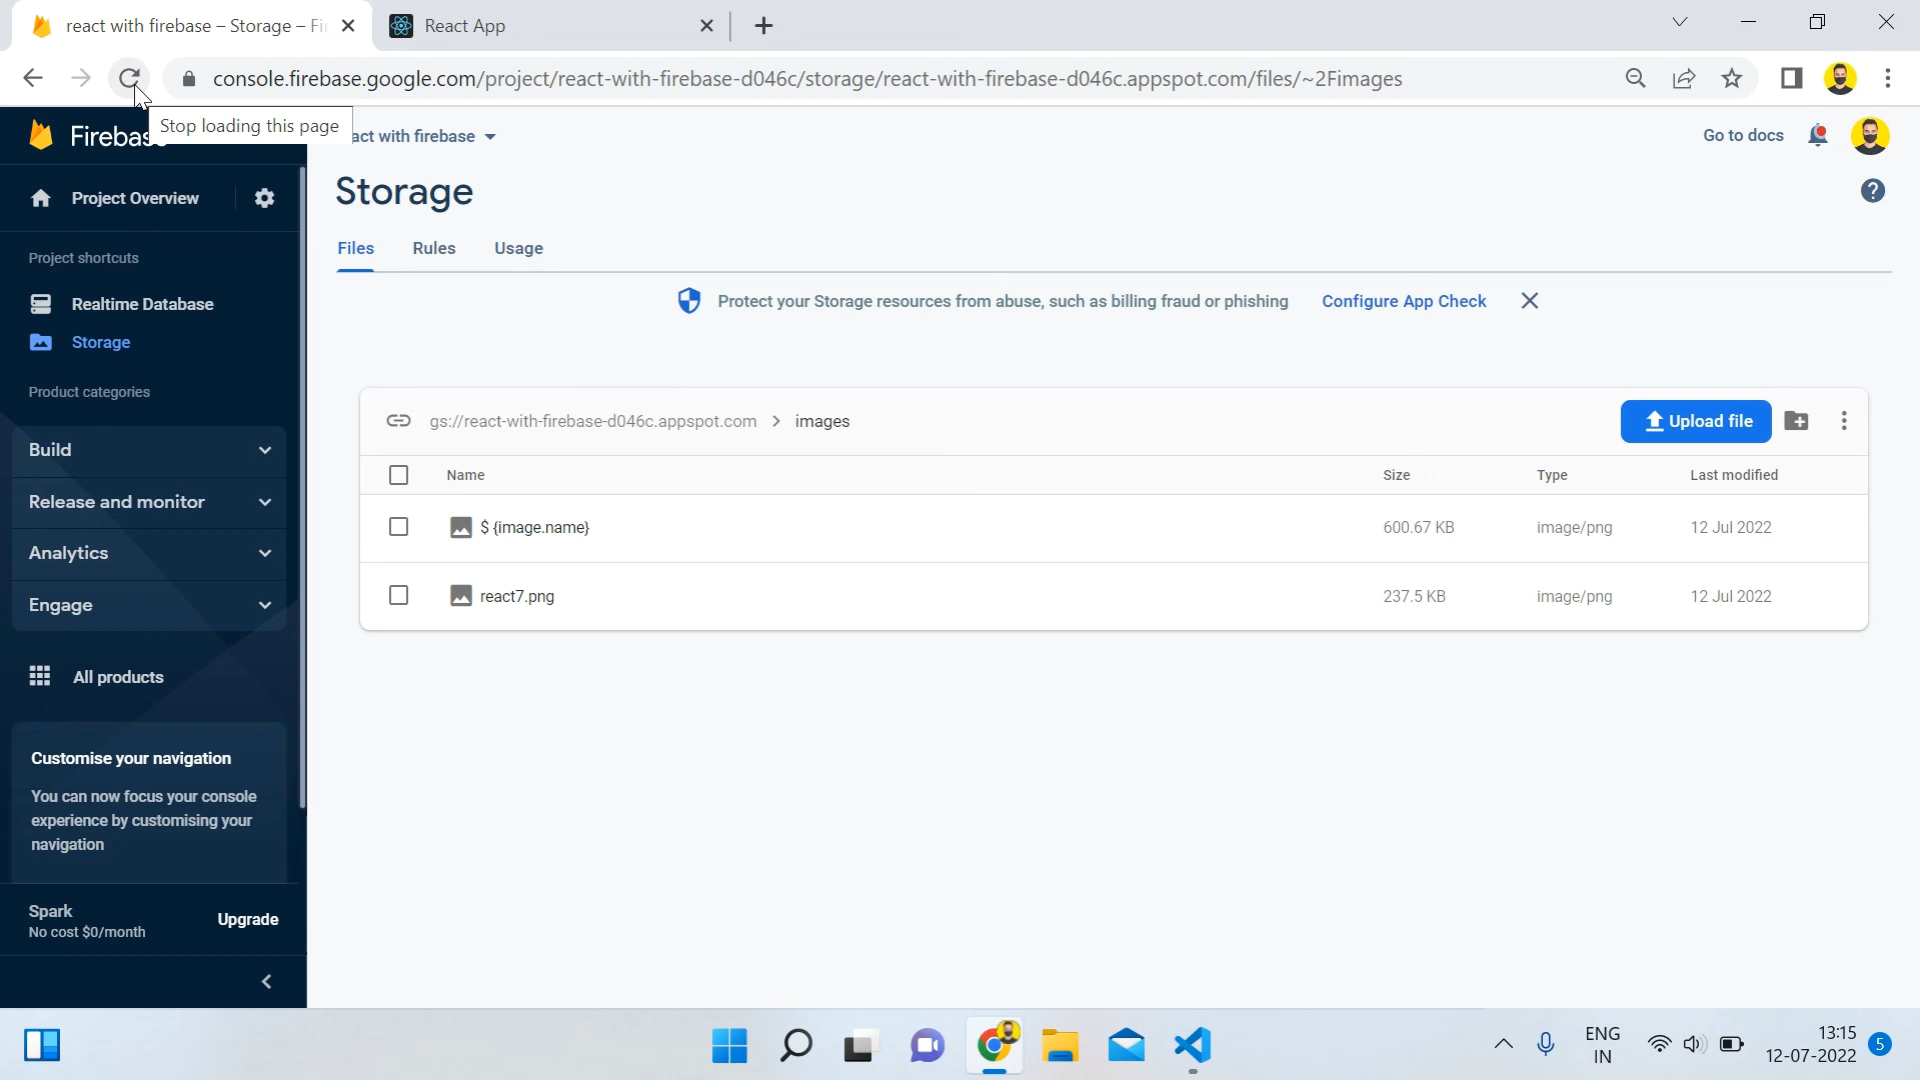 react with firebase – Storage – Fi
React App
console.firebase.google.com/project/react-with-firebase-d046c/storage/react-with-firebase-d046c.appspot.com/files/~2Fimages
Stop loading this page
act with firebase
Go to docs
Project Overview
Storage
Files
Rules
Usage
Project shortcuts
Realtime Database
Storage
Protect your Storage resources from abuse, such as billing fraud or phishing
Configure App Check
Product categories
gs://react-with-firebase-d046c.appspot.com > images
Upload file
Build
Name
Size
Type
Last modified
Release and monitor
$ {image.name}
600.67 KB
image/png
12 Jul 2022
Analytics
Engage
react7.png
237.5 KB
image/png
12 Jul 2022
All products
Customise your navigation
You can now focus your console
experience by customising your
navigation
Spark
No cost $0/month
Upgrade
ENG
IN
13:15
12-07-2022
5